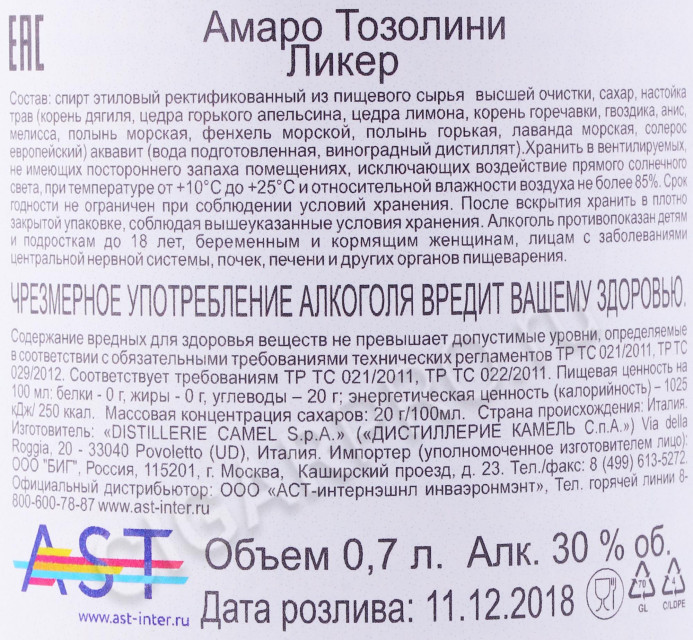 ЕАС
Амаро Тозолини
Ликер
Состав: спирт этиловый ректификованный из пищевого сырья высшей очистки, сахар, настойка
трав (корень дягиля, цедра горького апельсина, цедра лимона, корень горечавки, гвоздика, анис,
мелисса, полынь морская, фенхель морской, полынь горькая, лаванда морская, солерос
европейский) аквавит (вода подготовленная, виноградный дистиллят).Хранить в вентилируемых,
не имеющих постороннего запаха помещениях, исключающих воздействие прямого солнечного
света, при температуре от +10°С до +25°С и относительной влажности воздуха не более 85%. Срок
годности не ограничен при соблюдении условий хранения. После вскрытия хранить в плотно
закрытой упаковке, соблюдая вышеуказанные условия хранения. Алкоголь противопоказан детям
и подросткам до 18 лет, беременным и кормящим женщинам, лицам с заболеваниями
центральной нервной системы, почек, печени и других органов пищеварения.
ЧРЕЗМЕРНОЕ УПОТРЕБЛЕНИЕ АЛКОГОЛЯ ВРЕДИТ ВАШЕМУ ЗДОРОВЬЮ.
Содержание вредных для здоровья веществ не превышает допустимые уровни, определяемые
в соответствии с обязательными требованиями технических регламентов ТР ТС 021/2011, ТР ТС
029/2012. Соответствует требованиям ТР ТС 021/2011, ТР ТС 022/2011. Пищевая ценность на
100 мл: белки - 0 г, жиры - 0 г, углеводы – 20 г; энергетическая ценность (калорийность) – 1025
кДж/ 250 ккал. Массовая концентрация сахаров: 20 г/100мл. Страна происхождения: Италия.
Изготовитель: «DISTILLERIE CAMEL S.p.A.» («ДИСТИЛЛЕРИЕ КАМЕЛЬ С.п.А.») Via della
Roggia, 20 - 33040 Povoletto (UD), Италия. Импортер (уполномоченное изготовителем лицо):
ООО "БИГ", Россия, 115201, г. Москва, Каширский проезд, д. 23. Тел./факс: 8 (499) 613-5272.
Официальный дистрибьютор: ООО «АСТ-интернэшнл инваэронмэнт», Тел. горячей линии 8-
800-600-78-87 www.ast-inter.ru
AST
www.ast-inter.ru
Объем 0,7 л. Алк. 30 % об.
Дата розлива: 11.12.2018
70
GL
4
C/LDPE